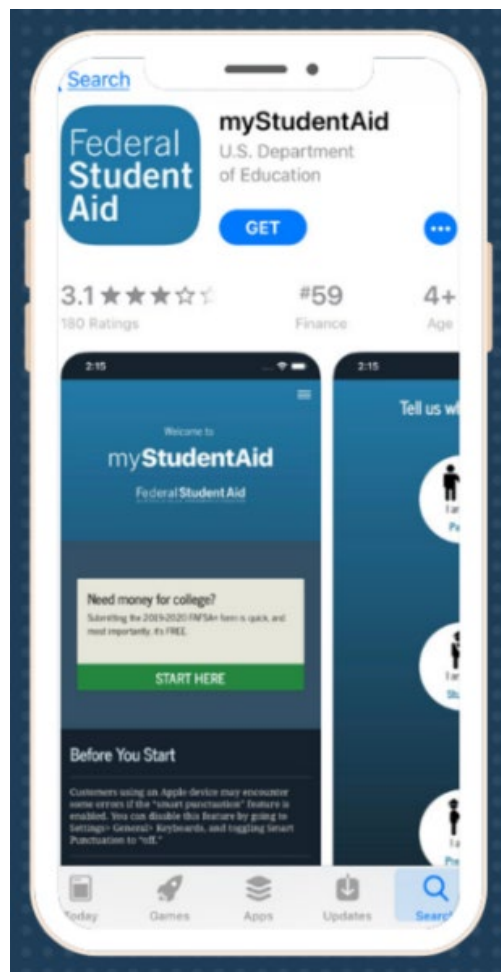 Search
Federal
Student
Aid
myStudentAid
U.S. Department
of Education
GET
3.1
#59
4+
180 Ratings
Finance
Age
2:15
Welcome to
myStudentAid
Federal Student Aid
Need money for college?
Submitting the 2019-2020 FAFSA® form is quick, and
most importantly, it's FREE.
START HERE
Before You Start
Customers using an Apple device may encounter
some errors if the "smart punctuation" feature is
enabled. You can disable this feature by going to
Settings> General> Keyboards, and toggling Smart
Punctuation to "off."
2:15
Tell us w
I a
Pa
I a
Stu
I a
Pre
Today
Games
Apps
Updates
Search